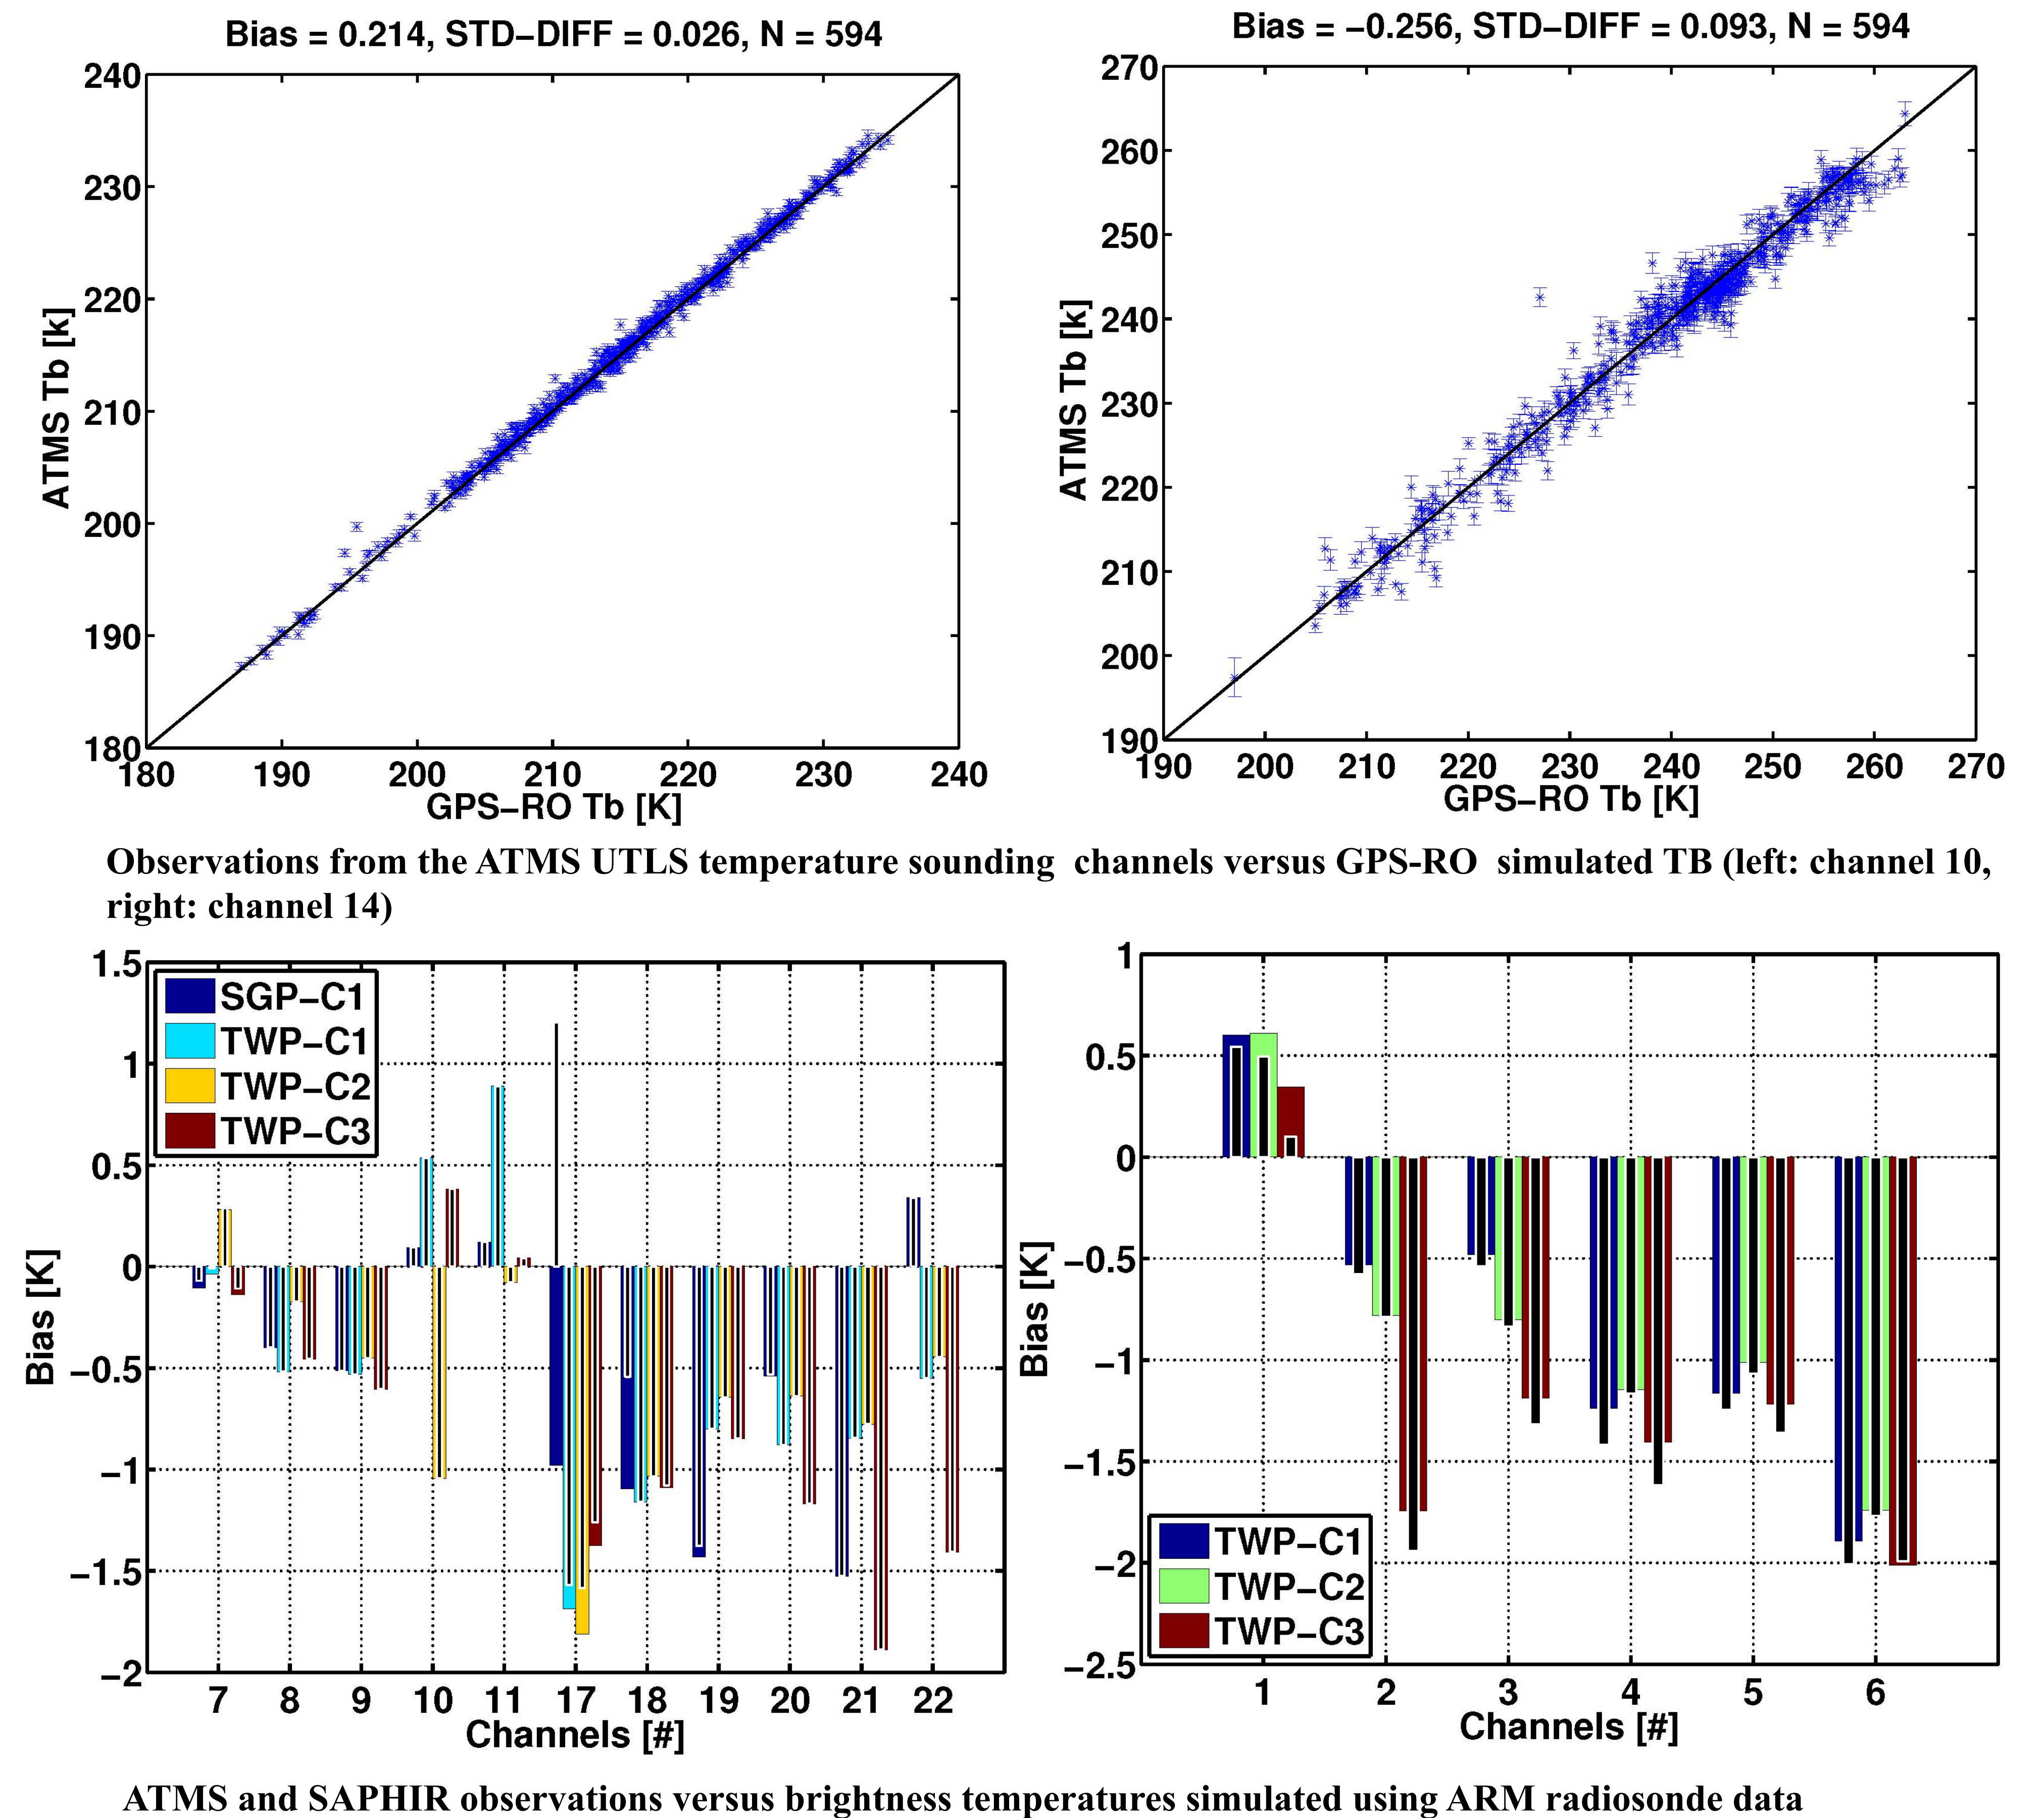 Bias = 0.214, STD−DIFF = 0.026, N = 594
240
230
220
210
200
190
180
ATMS Tb [k]
180 190 200 210 220 230 240
GPS−RO Tb [K]
Bias = −0.256, STD−DIFF = 0.093, N = 594
270
260
250
240
230
220
210
200
190
ATMS Tb [k]
190 200 210 220 230 240 250 260 270
GPS−RO Tb [K]
Observations from the ATMS UTLS temperature sounding channels versus GPS-RO simulated TB (left: channel 10,
right: channel 14)
1.5
1
0.5
0
−0.5
−1
−1.5
−2
Bias [K]
SGP−C1
TWP−C1
TWP−C2
TWP−C3
7 8 9 10 11 17 18 19 20 21 22
Channels [#]
1
0.5
0
−0.5
−1
−1.5
−2
−2.5
Bias [K]
TWP−C1
TWP−C2
TWP−C3
1 2 3 4 5 6
Channels [#]
ATMS and SAPHIR observations versus brightness temperatures simulated using ARM radiosonde data